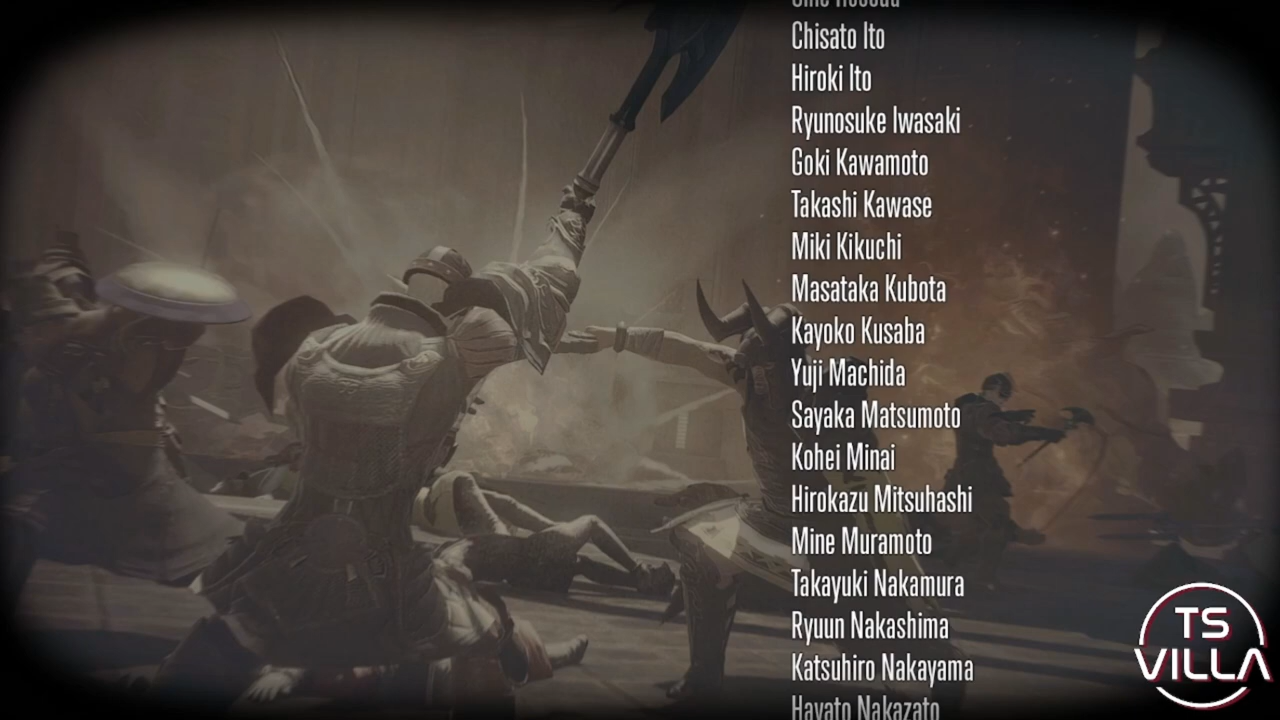 Chisato Ito
Hiroki Ito
Ryunosuke Iwasaki
Goki Kawamoto
Takashi Kawase
Miki Kikuchi
Masataka Kubota
Kayoko Kusaba
Yuji Machida
Sayaka Matsumoto
Kohei Minai
Hirokazu Mitsuhashi
Mine Muramoto
Takayuki Nakamura
Ryuun Nakashima
Katsuhiro Nakayama
Hayato Nakazato
TS
VILLA